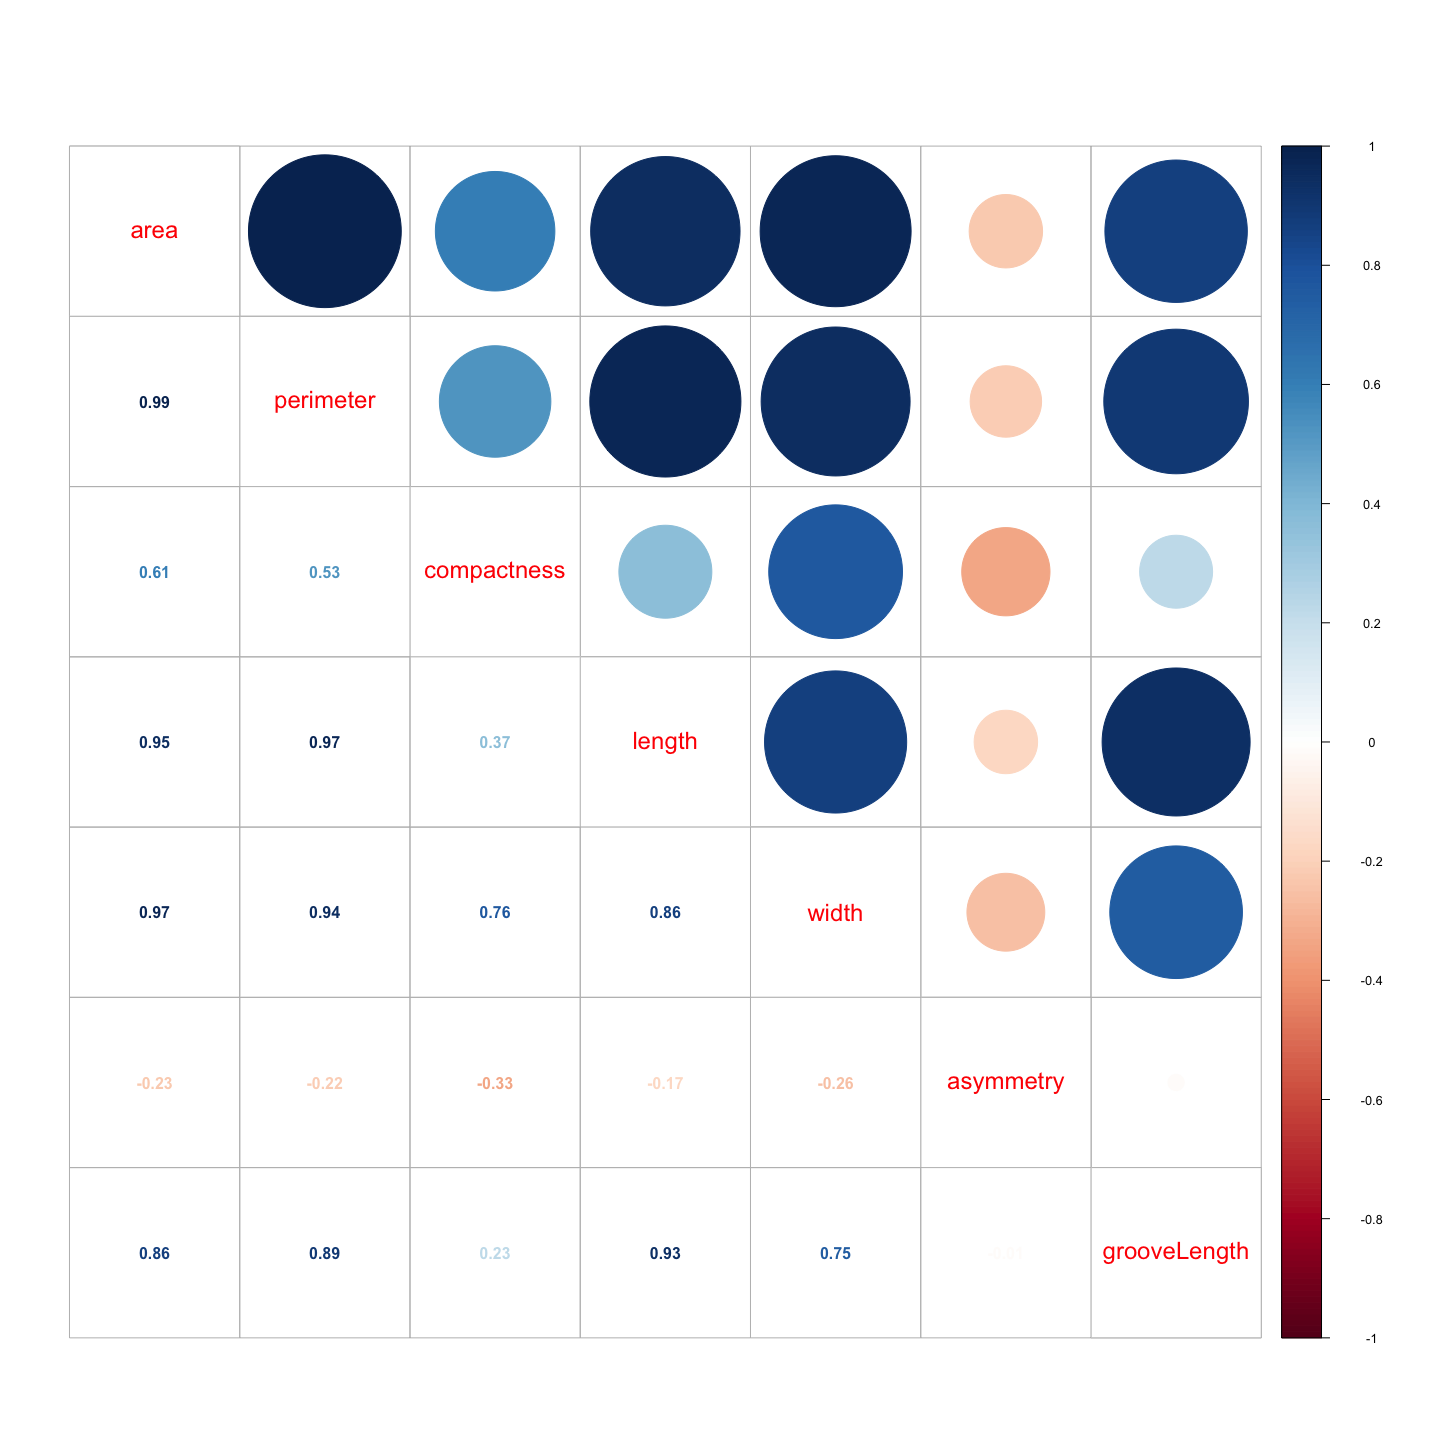 area
0.99 perimeter
0.61 0.53 compactness
0.95 0.97 0.37 length
0.97 0.94 0.76 0.86 width
-0.23 -0.22 -0.33 -0.17 -0.26 asymmetry
0.86 0.89 0.23 0.93 0.75 grooveLength
1
0.8
0.6
0.4
0.2
0
-0.2
-0.4
-0.6
-0.8
-1